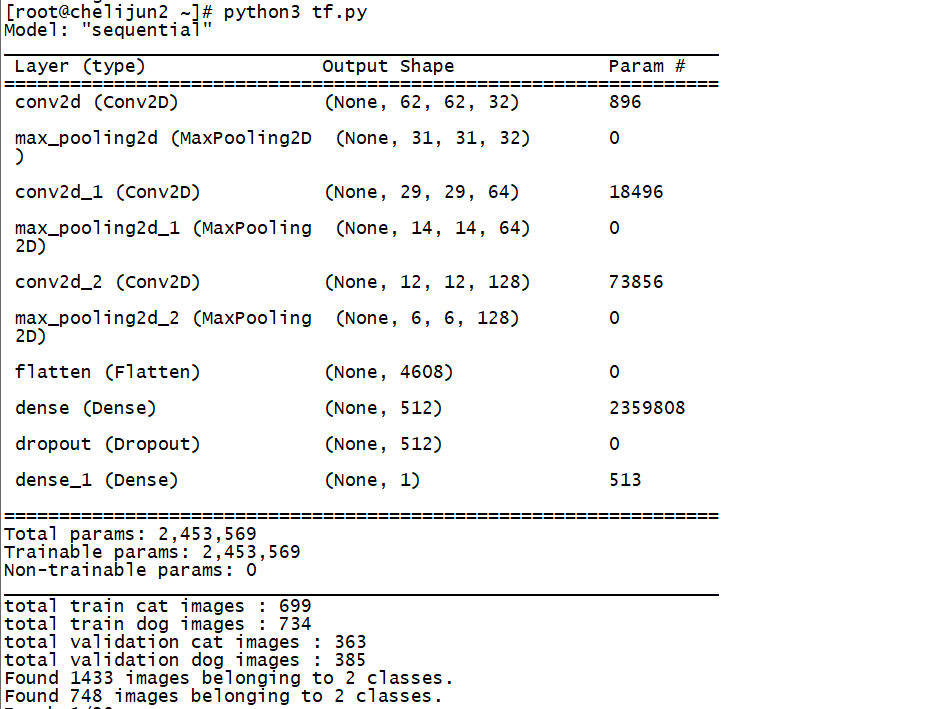 [root@chelijun2 ~]# python3 tf.py
Model: "sequential"
_________________________________________________________________
Layer (type) Output Shape Param #
=================================================================
conv2d (Conv2D) (None, 62, 62, 32) 896
max_pooling2d (MaxPooling2D (None, 31, 31, 32) 0
)
conv2d_1 (Conv2D) (None, 29, 29, 64) 18496
max_pooling2d_1 (MaxPooling (None, 14, 14, 64) 0
2D)
conv2d_2 (Conv2D) (None, 12, 12, 128) 73856
max_pooling2d_2 (MaxPooling (None, 6, 6, 128) 0
2D)
flatten (Flatten) (None, 4608) 0
dense (Dense) (None, 512) 2359808
dropout (Dropout) (None, 512) 0
dense_1 (Dense) (None, 1) 513
=================================================================
Total params: 2,453,569
Trainable params: 2,453,569
Non-trainable params: 0
_________________________________________________________________
total train cat images : 699
total train dog images : 734
total validation cat images : 363
total validation dog images : 385
Found 1433 images belonging to 2 classes.
Found 748 images belonging to 2 classes.